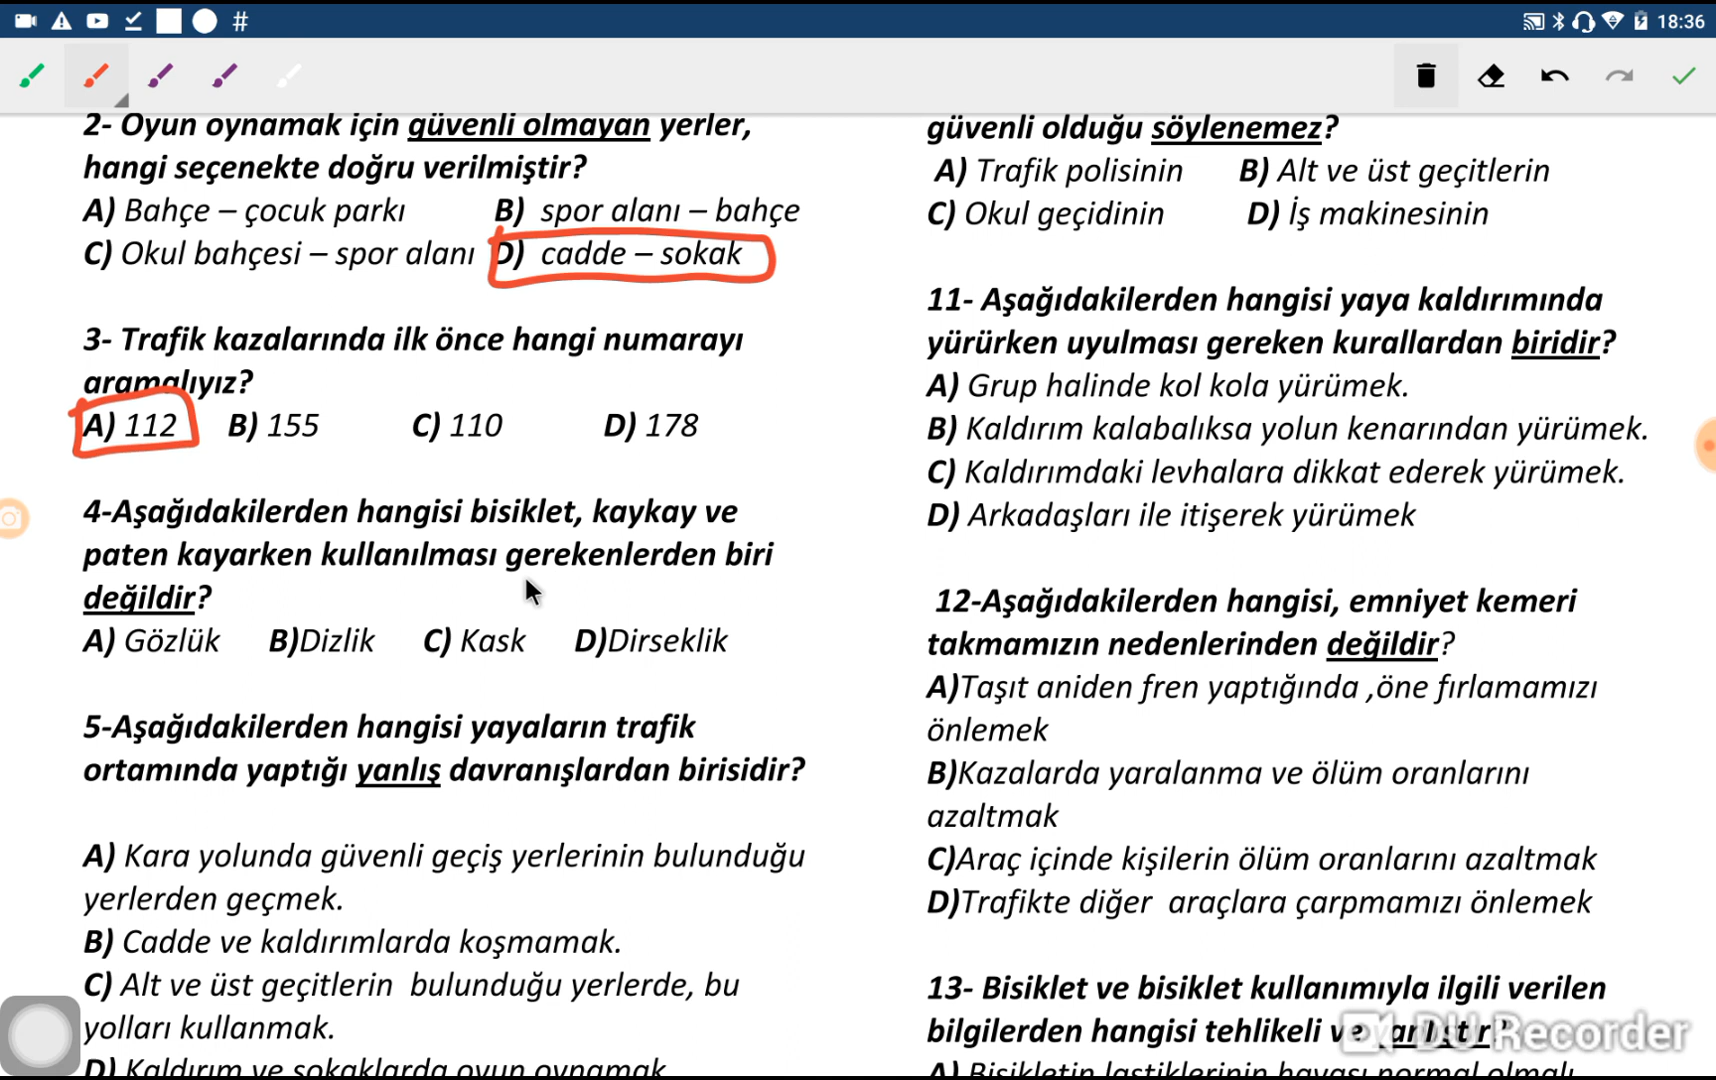 # 18:36
2- Oyun oynamak için güvenli olmayan yerler,
hangi seçenekte doğru verilmiştir?
A) Bahçe – çocuk parkı B) spor alanı – bahçe
C) Okul bahçesi – spor alanı D) cadde – sokak
3- Trafik kazalarında ilk önce hangi numarayı
aramalıyız?
A) 112 B) 155 C) 110 D) 178
4-Aşağıdakilerden hangisi bisiklet, kaykay ve
paten kayarken kullanılması gerekenlerden biri
değildir?
A) Gözlük B)Dizlik C) Kask D)Dirseklik
5-Aşağıdakilerden hangisi yayaların trafik
ortamında yaptığı yanlış davranışlardan birisidir?
A) Kara yolunda güvenli geçiş yerlerinin bulunduğu
yerlerden geçmek.
B) Cadde ve kaldırımlarda koşmamak.
C) Alt ve üst geçitlerin bulunduğu yerlerde, bu
yolları kullanmak.
D) Kaldırım ve sokaklarda oyun oynamak
güvenli olduğu söylenemez?
A) Trafik polisinin B) Alt ve üst geçitlerin
C) Okul geçidinin D) İş makinesinin
11- Aşağıdakilerden hangisi yaya kaldırımında
yürürken uyulması gereken kurallardan biridir?
A) Grup halinde kol kola yürümek.
B) Kaldırım kalabalıksa yolun kenarından yürümek.
C) Kaldırımdaki levhalara dikkat ederek yürümek.
D) Arkadaşları ile itişerek yürümek
12-Aşağıdakilerden hangisi, emniyet kemeri
takmamızın nedenlerinden değildir?
A)Taşıt aniden fren yaptığında ,öne fırlamamızı
önlemek
B)Kazalarda yaralanma ve ölüm oranlarını
azaltmak
C)Araç içinde kişilerin ölüm oranlarını azaltmak
D)Trafikte diğer araçlara çarpmamızı önlemek
13- Bisiklet ve bisiklet kullanımıyla ilgili verilen
bilgilerden hangisi tehlikeli ve yanlıştır?
A) Bisikletin lastiklerinin havası normal olmalı
DU Recorder